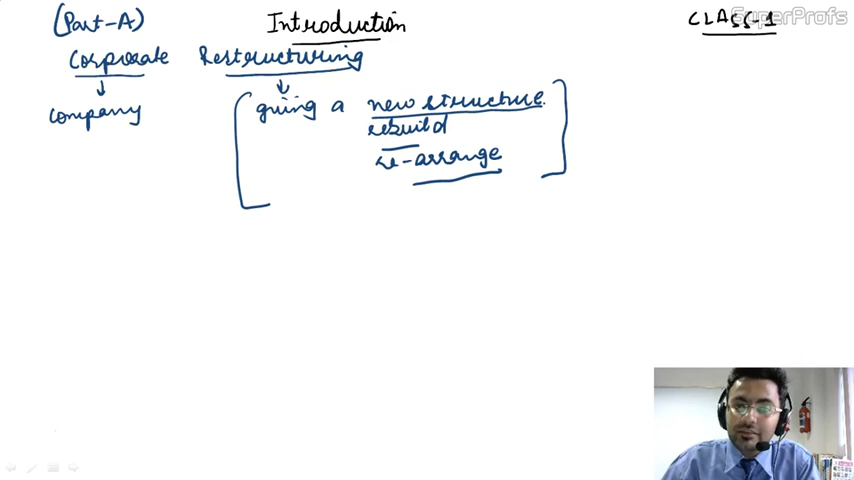 (Part-A) Introduction CLASS-1
SuperProfs
Corporate Restructuring
company giving a new structure
rebuild
re-arrange